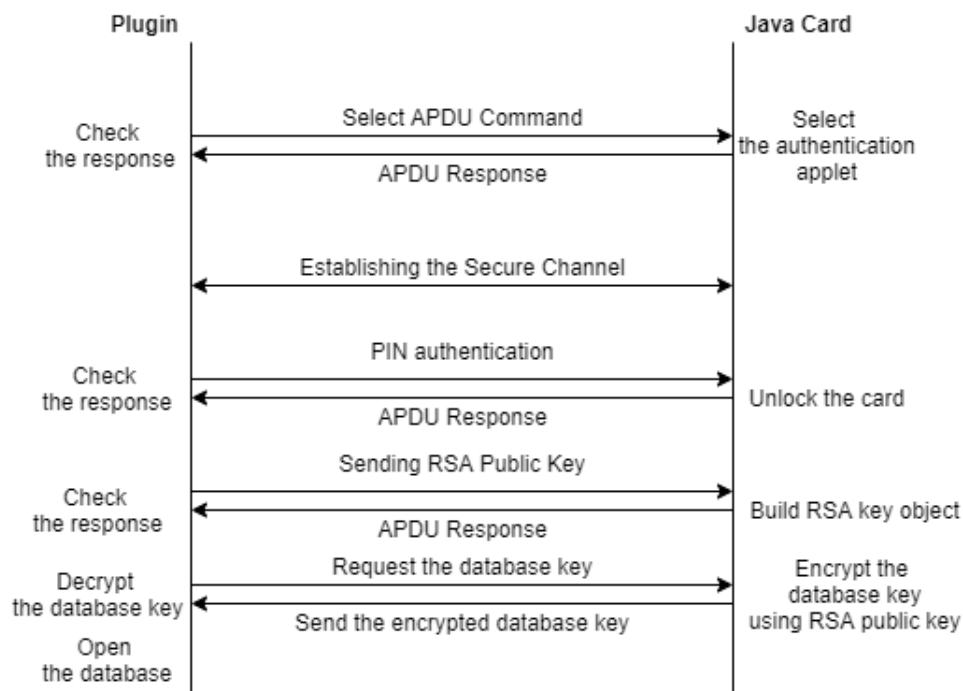 Plugin
Java Card
Select APDU Command
Check
the response
Select
the authentication
applet
APDU Response
Establishing the Secure Channel
PIN authentication
Check
the response
Unlock the card
APDU Response
Sending RSA Public Key
Check
the response
Build RSA key object
APDU Response
Request the database key
Decrypt
the database key
Encrypt the
database key
using RSA public key
Send the encrypted database key
Open
the database